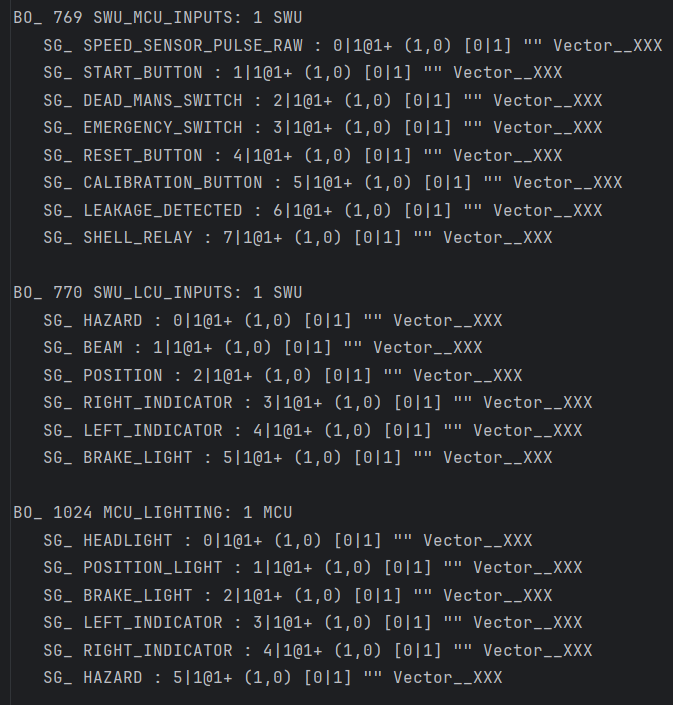 BO_ 769 SWU_MCU_INPUTS: 1 SWU
SG_ SPEED_SENSOR_PULSE_RAW : 0|1@1+ (1,0) [0|1] "" Vector__XXX
SG_ START_BUTTON : 1|1@1+ (1,0) [0|1] "" Vector__XXX
SG_ DEAD_MANS_SWITCH : 2|1@1+ (1,0) [0|1] "" Vector__XXX
SG_ EMERGENCY_SWITCH : 3|1@1+ (1,0) [0|1] "" Vector__XXX
SG_ RESET_BUTTON : 4|1@1+ (1,0) [0|1] "" Vector__XXX
SG_ CALIBRATION_BUTTON : 5|1@1+ (1,0) [0|1] "" Vector__XXX
SG_ LEAKAGE_DETECTED : 6|1@1+ (1,0) [0|1] "" Vector__XXX
SG_ SHELL_RELAY : 7|1@1+ (1,0) [0|1] "" Vector__XXX
BO_ 770 SWU_LCU_INPUTS: 1 SWU
SG_ HAZARD : 0|1@1+ (1,0) [0|1] "" Vector__XXX
SG_ BEAM : 1|1@1+ (1,0) [0|1] "" Vector__XXX
SG_ POSITION : 2|1@1+ (1,0) [0|1] "" Vector__XXX
SG_ RIGHT_INDICATOR : 3|1@1+ (1,0) [0|1] "" Vector__XXX
SG_ LEFT_INDICATOR : 4|1@1+ (1,0) [0|1] "" Vector__XXX
SG_ BRAKE_LIGHT : 5|1@1+ (1,0) [0|1] "" Vector__XXX
BO_ 1024 MCU_LIGHTING: 1 MCU
SG_ HEADLIGHT : 0|1@1+ (1,0) [0|1] "" Vector__XXX
SG_ POSITION_LIGHT : 1|1@1+ (1,0) [0|1] "" Vector__XXX
SG_ BRAKE_LIGHT : 2|1@1+ (1,0) [0|1] "" Vector__XXX
SG_ LEFT_INDICATOR : 3|1@1+ (1,0) [0|1] "" Vector__XXX
SG_ RIGHT_INDICATOR : 4|1@1+ (1,0) [0|1] "" Vector__XXX
SG_ HAZARD : 5|1@1+ (1,0) [0|1] "" Vector__XXX